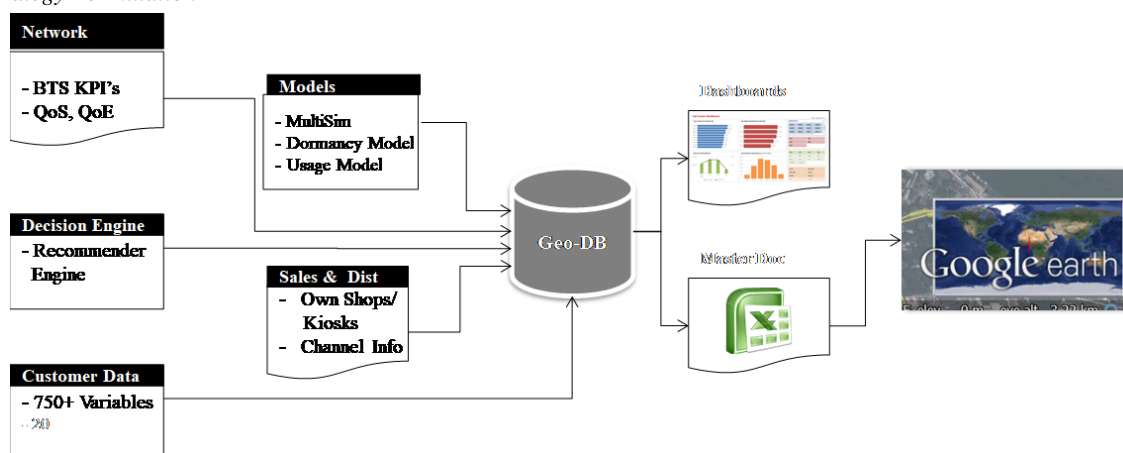 Network
- BTS KPI's
- QoS, QoE
Models
- MultiSim
- Dormancy Model
- Usage Model
Decision Engine
- Recommender
Engine
Sales & Dist
- Own Shops/
Kiosks
- Channel Info
Customer Data
- 750+ Variables
- 20
Geo-DB
Dashboards
Master Doc
Google earth